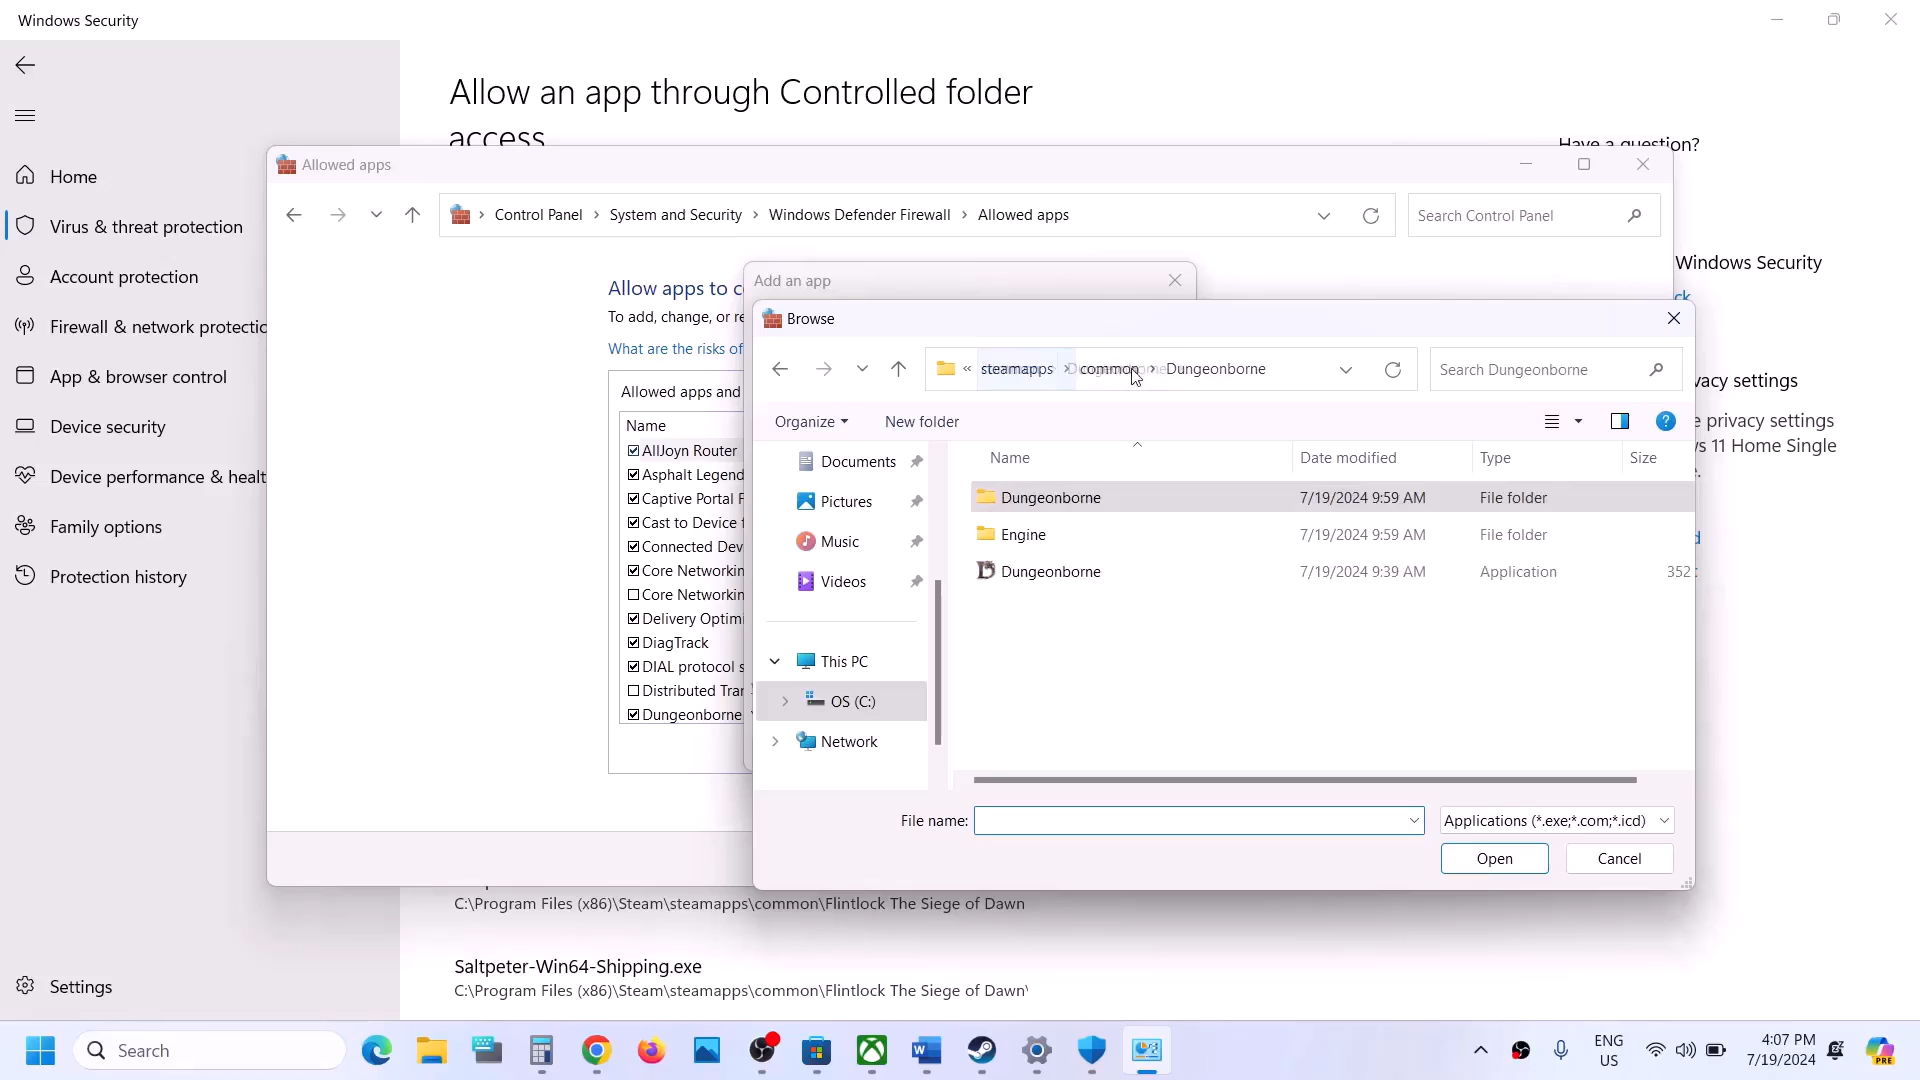 Windows Security
Allow an app through Controlled folder
access
Have a question?
Home
Virus & threat protection
Account protection
Firewall & network protectio
App & browser control
Device security
Device performance & healt
Family options
Protection history
Settings
Allowed apps
Control Panel > System and Security > Windows Defender Firewall > Allowed apps
Search Control Panel
Windows Security
Allow apps to c
To add, change, or re
What are the risks of
Allowed apps and
Name
AllJoyn Router
Asphalt Legend
Captive Portal F
Cast to Device f
Connected Dev
Core Networkin
Core Networkin
Delivery Optimi
DiagTrack
DIAL protocol s
Distributed Tran
Dungeonborne
Add an app
Browse
« steamapps > common > Dungeonborne
Search Dungeonborne
Organize
New folder
Documents
Pictures
Music
Videos
This PC
OS (C:)
Network
Name Date modified Type Size
Dungeonborne 7/19/2024 9:59 AM File folder
Engine 7/19/2024 9:59 AM File folder
Dungeonborne 7/19/2024 9:39 AM Application 352
File name:
Applications (*.exe;*.com;*.icd)
Open
Cancel
vacy settings
e privacy settings
ws 11 Home Single
C:\Program Files (x86)\Steam\steamapps\common\Flintlock The Siege of Dawn
Saltpeter-Win64-Shipping.exe
C:\Program Files (x86)\Steam\steamapps\common\Flintlock The Siege of Dawn\
Search
ENG
US
4:07 PM
7/19/2024
PRE